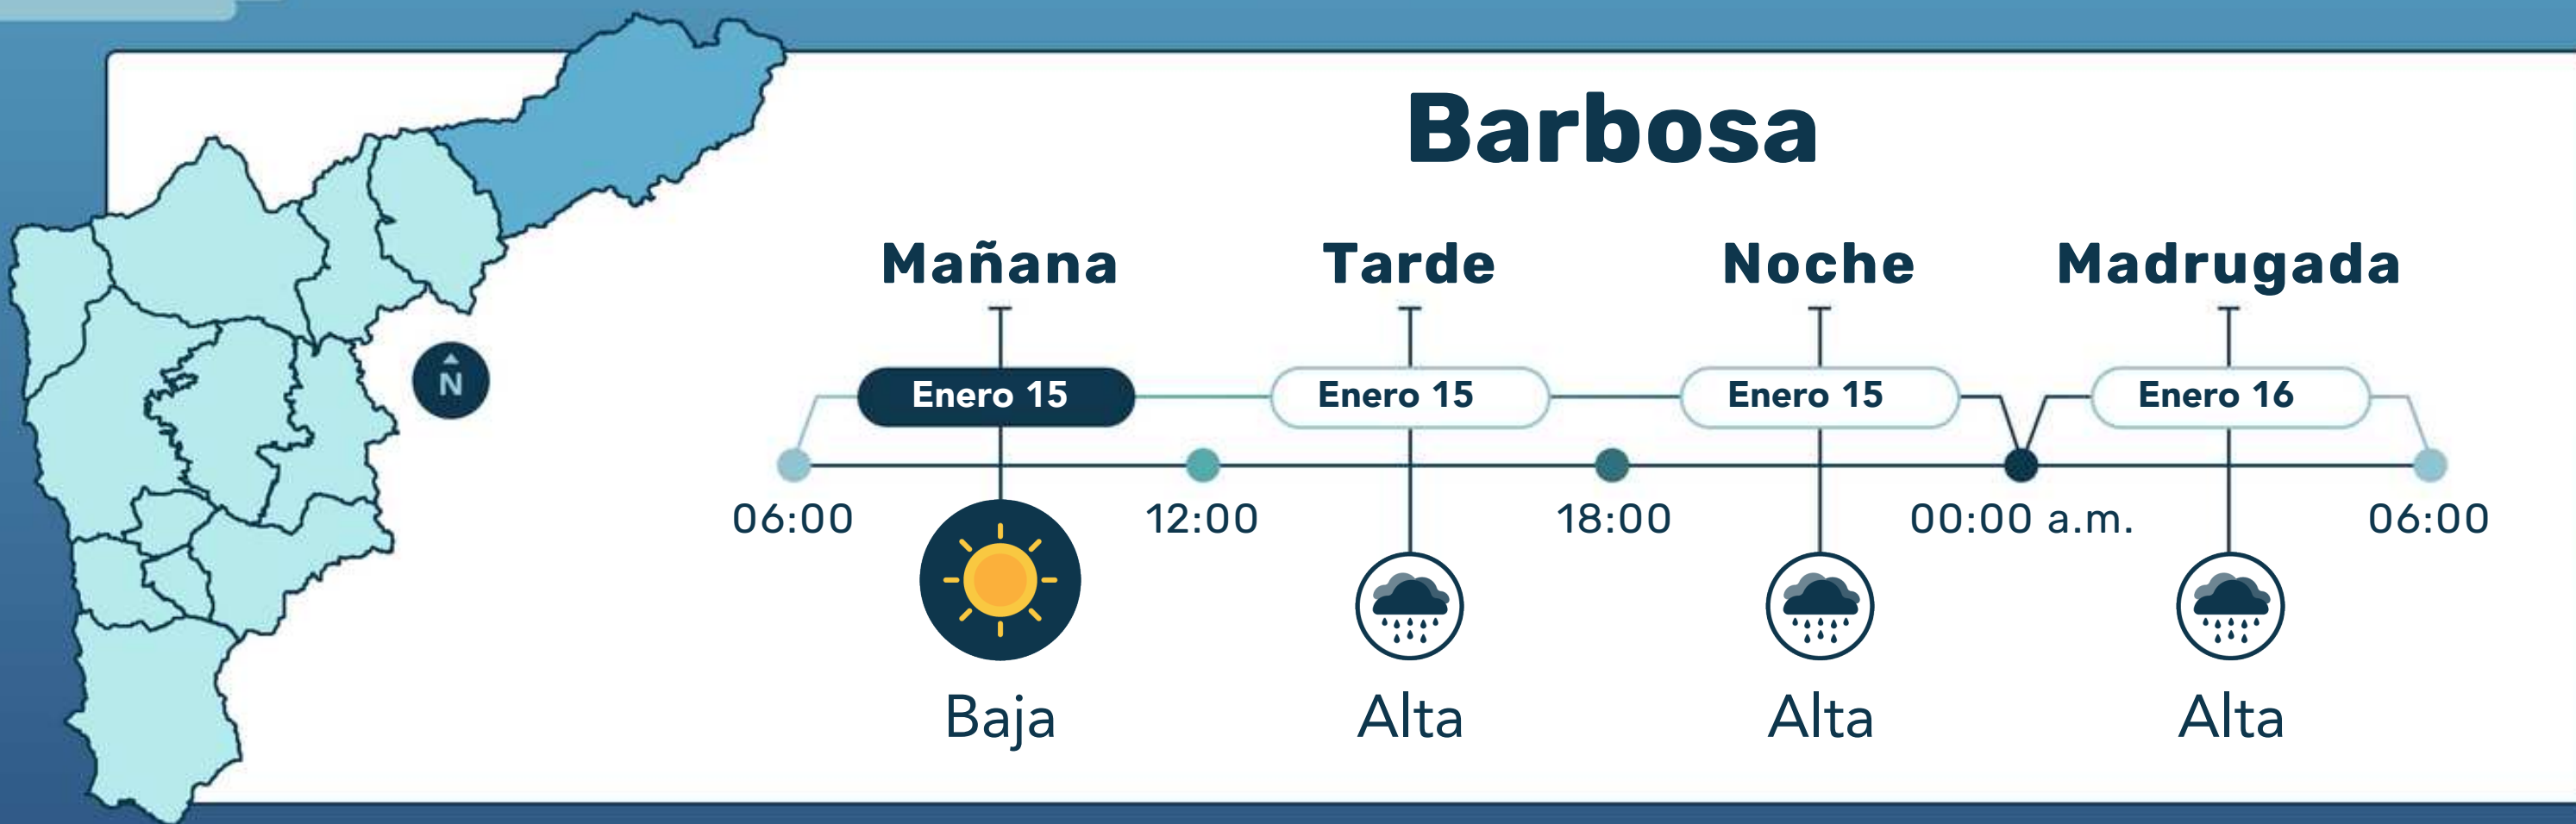 Barbosa
Mañana Tarde Noche Madrugada
Enero 15 Enero 15 Enero 15 Enero 16
N
06:00 12:00 18:00 00:00 a.m. 06:00
Baja Alta Alta Alta